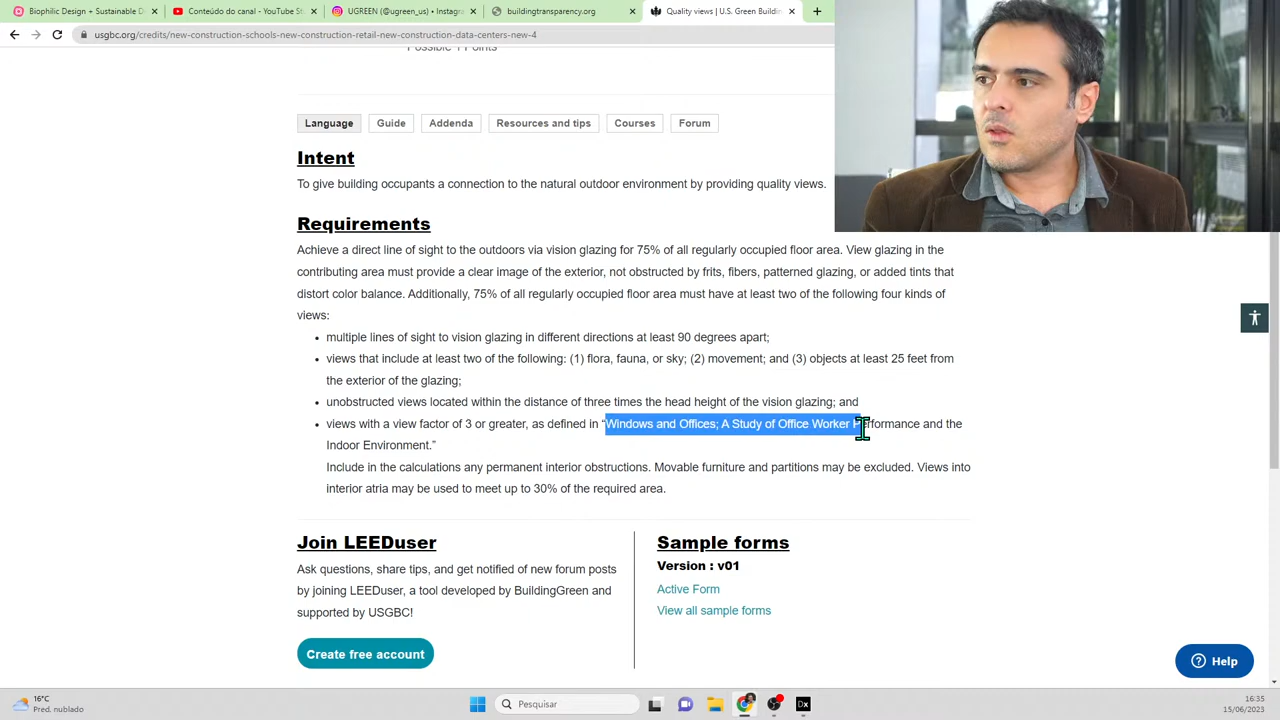 Biophilic Design + Sustainable D
Conteúdo do canal - YouTube St
UGREEN (@ugreen_us) • Instagra
buildingtransparency.org
Quality views | U.S. Green Buildin
usgbc.org/credits/new-construction-schools-new-construction-retail-new-construction-data-centers-new-4
Possible 1 Points
Language
Guide
Addenda
Resources and tips
Courses
Forum
Intent
To give building occupants a connection to the natural outdoor environment by providing quality views.
Requirements
Achieve a direct line of sight to the outdoors via vision glazing for 75% of all regularly occupied floor area. View glazing in the
contributing area must provide a clear image of the exterior, not obstructed by frits, fibers, patterned glazing, or added tints that
distort color balance. Additionally, 75% of all regularly occupied floor area must have at least two of the following four kinds of
views:
• multiple lines of sight to vision glazing in different directions at least 90 degrees apart;
• views that include at least two of the following: (1) flora, fauna, or sky; (2) movement; and (3) objects at least 25 feet from
the exterior of the glazing;
• unobstructed views located within the distance of three times the head height of the vision glazing; and
• views with a view factor of 3 or greater, as defined in “Windows and Offices; A Study of Office Worker Performance and the
Indoor Environment.”
Include in the calculations any permanent interior obstructions. Movable furniture and partitions may be excluded. Views into
interior atria may be used to meet up to 30% of the required area.
Join LEEDuser
Ask questions, share tips, and get notified of new forum posts
by joining LEEDuser, a tool developed by BuildingGreen and
supported by USGBC!
Create free account
Sample forms
Version : v01
Active Form
View all sample forms
Help
16°C
Pred. nublado
Pesquisar
Dx
16:35
15/06/2023